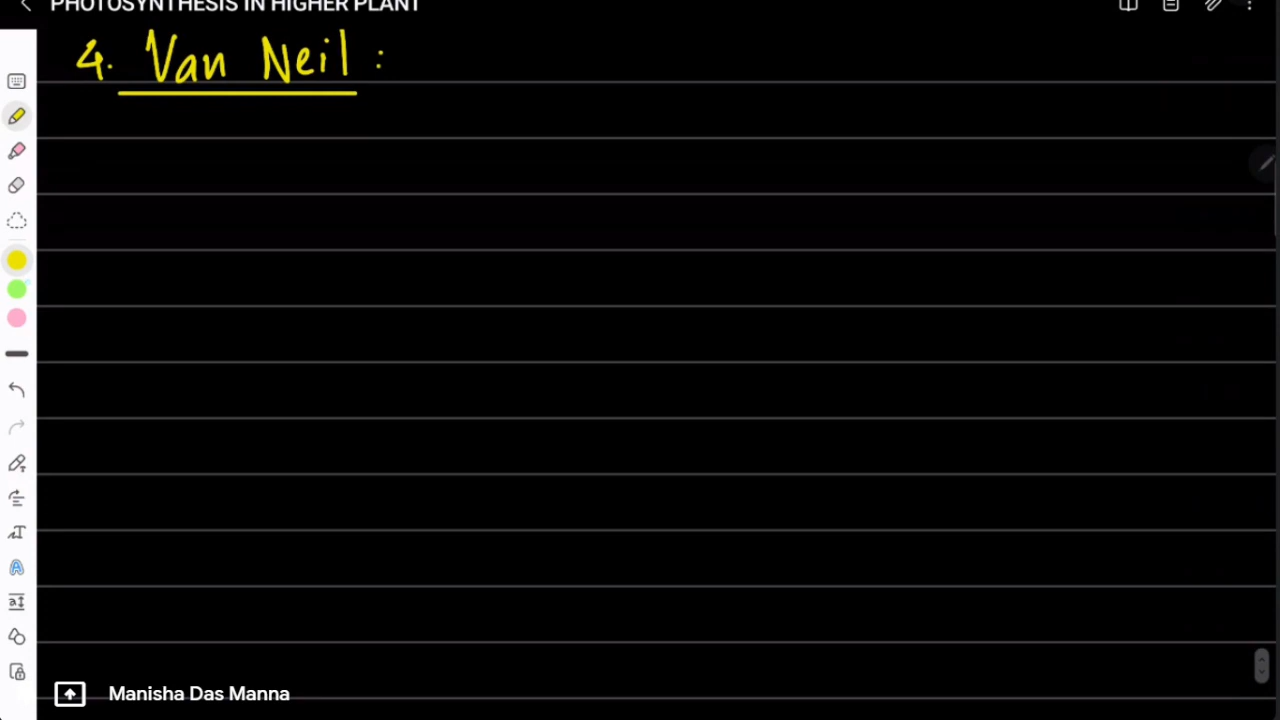 PHOTOSYNTHESIS IN HIGHER PLANT
4. Van Neil :
Manisha Das Manna